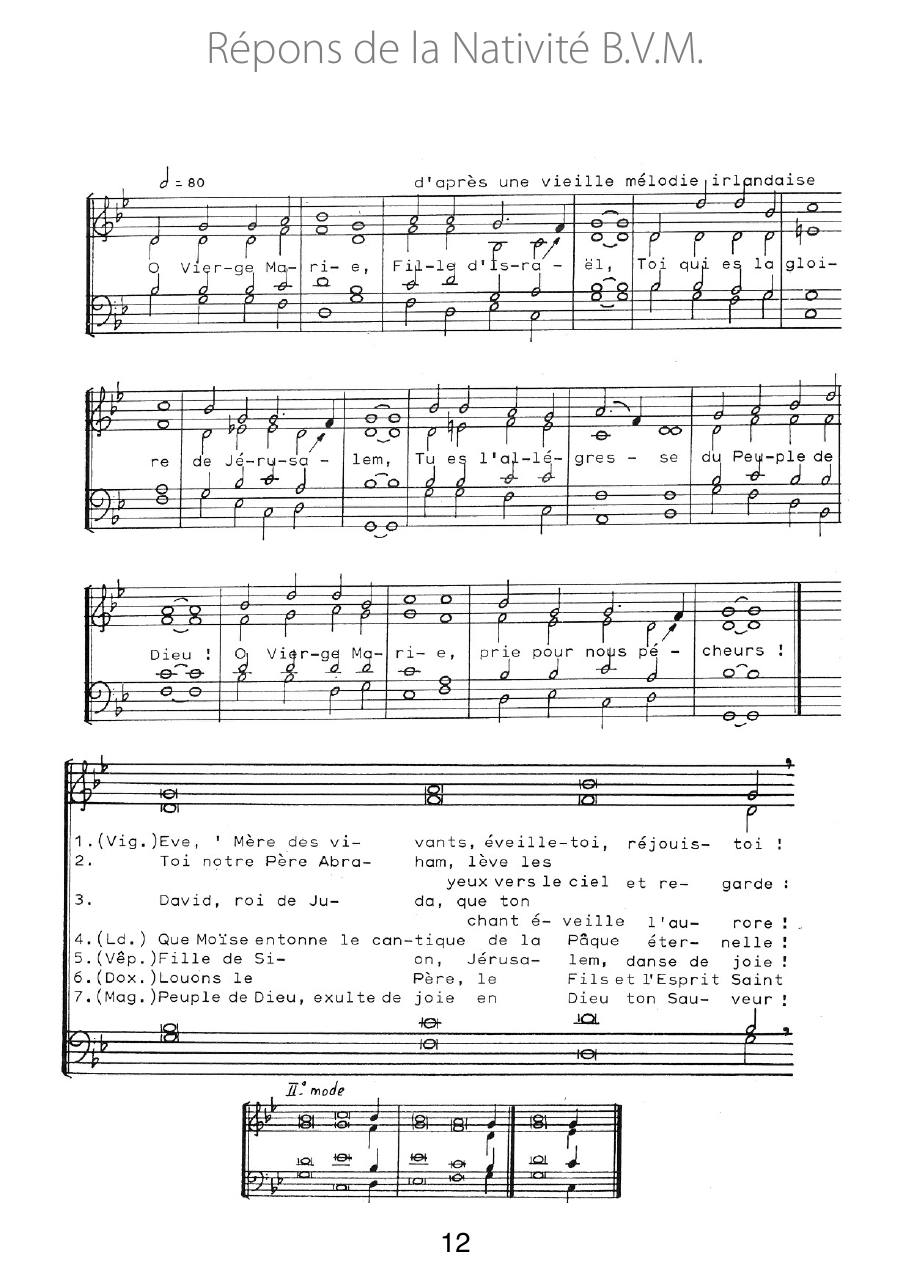 Répons de la Nativité B.V.M.
= 80
d'après une vieille mélodie irlandaise
O Vier-ge Ma- ri- e, Fil-le d'Is-ra - ël, Toi qui es la gloi-
re de Jé-ru-sa - lem, Tu es l'al-lé- gres - se du Peu-ple de
Dieu ! O Vier-ge Ma- ri- e, prie pour nous pé - cheurs !
1.(Vig.)Eve, ' Mère des vi- vants, éveille-toi, réjouis- toi !
2. Toi notre Père Abra- ham, lève les
yeux vers le ciel et re- garde :
3. David, roi de Ju- da, que ton
chant é- veille l'au- rore !
4.(Ld.) Que Moïse entonne le can-tique de la Pâque éter- nelle !
5.(Vêp.)Fille de Si- on, Jérusa- lem, danse de joie !
6.(Dox.)Louons le Père, le Fils et l'Esprit Saint
7.(Mag.)Peuple de Dieu, exulte de joie en Dieu ton Sau- veur !
II.e mode
12